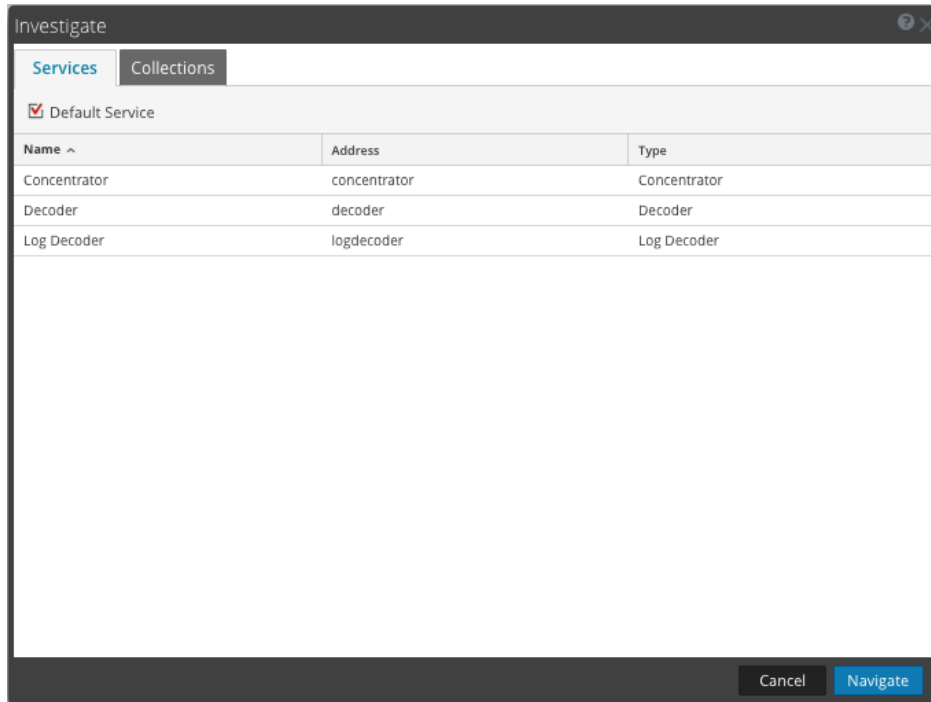 Investigate
Services Collections
Default Service
Name Address Type
Concentrator concentrator Concentrator
Decoder decoder Decoder
Log Decoder logdecoder Log Decoder
Cancel Navigate